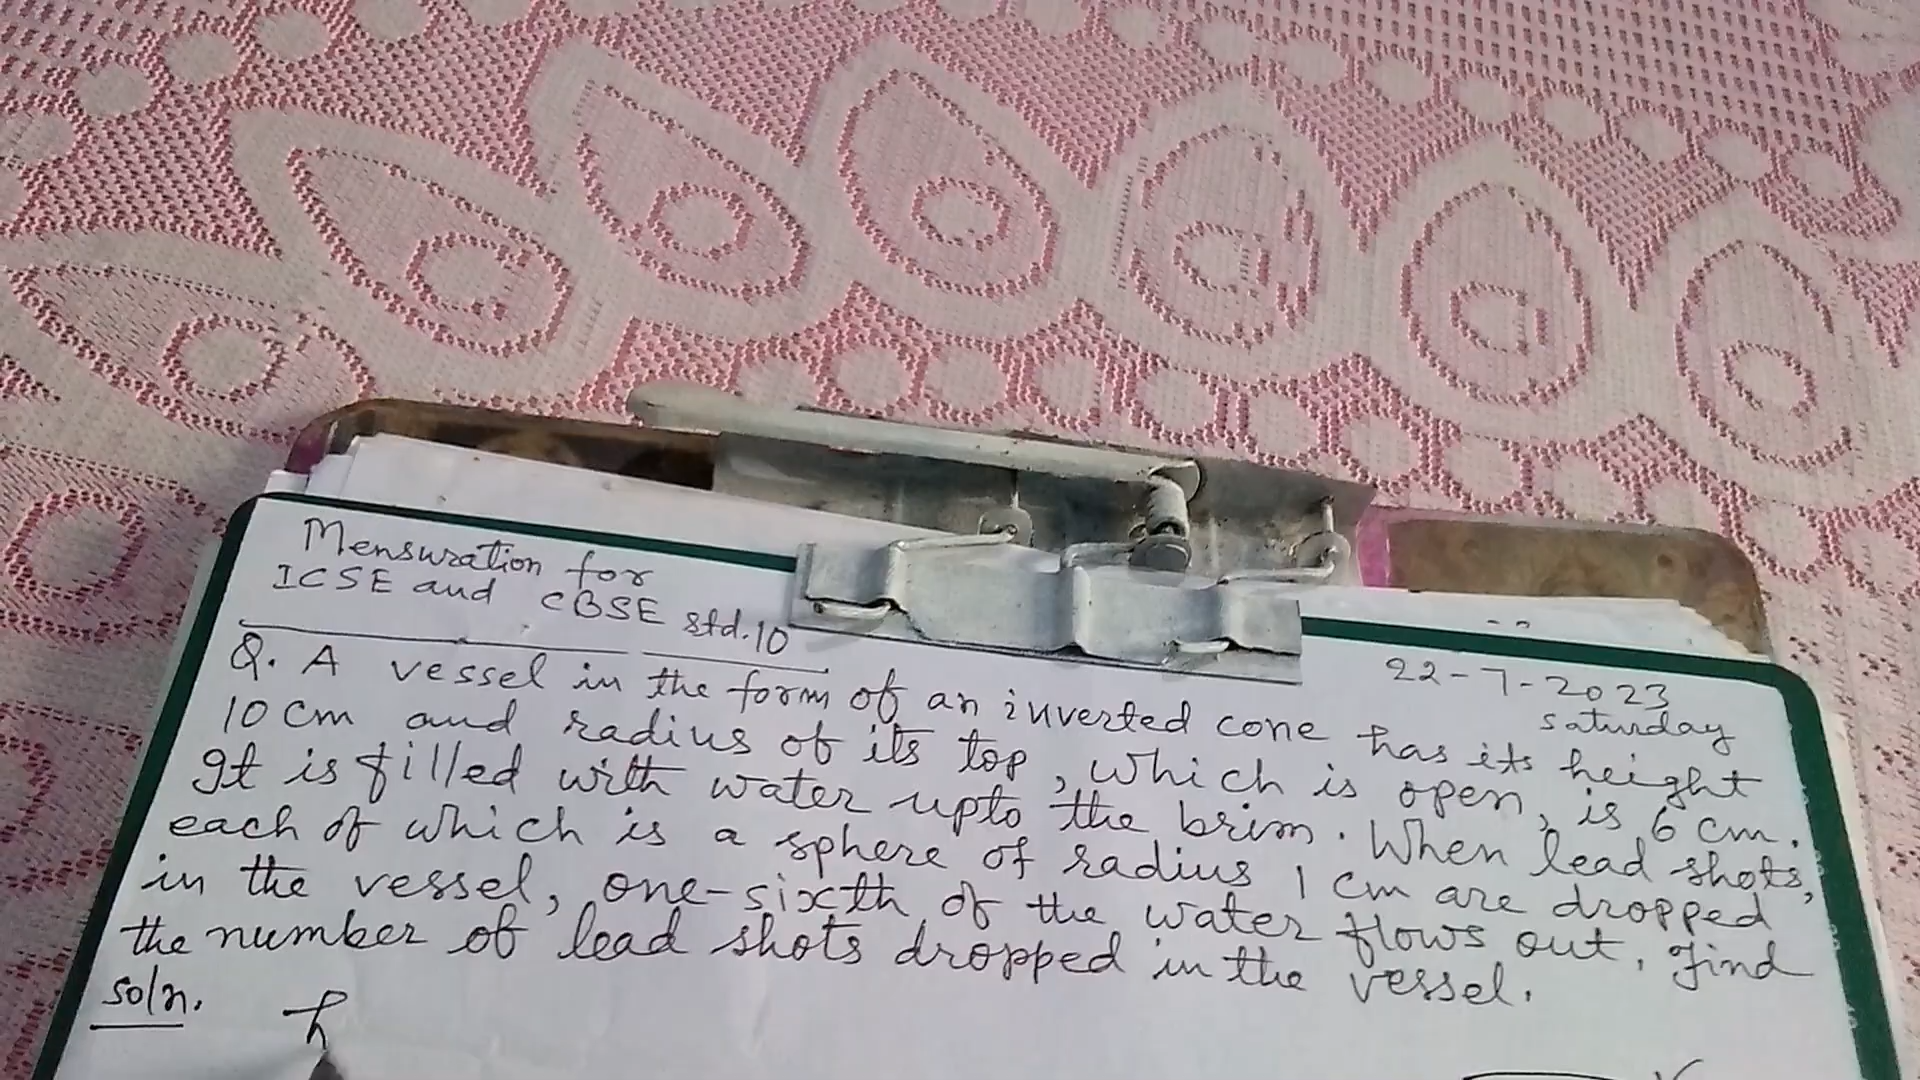 Mensuration for
ICSE and CBSE std.10
22-7-2023
saturday
Q. A vessel in the form of an inverted cone has its height
10 cm and radius of its top, which is open, is 6 cm.
It is filled with water upto the brim. When lead shots,
each of which is a sphere of radius 1 cm are dropped
in the vessel, one-sixth of the water flows out, find
the number of lead shots dropped in the vessel.
soln. h